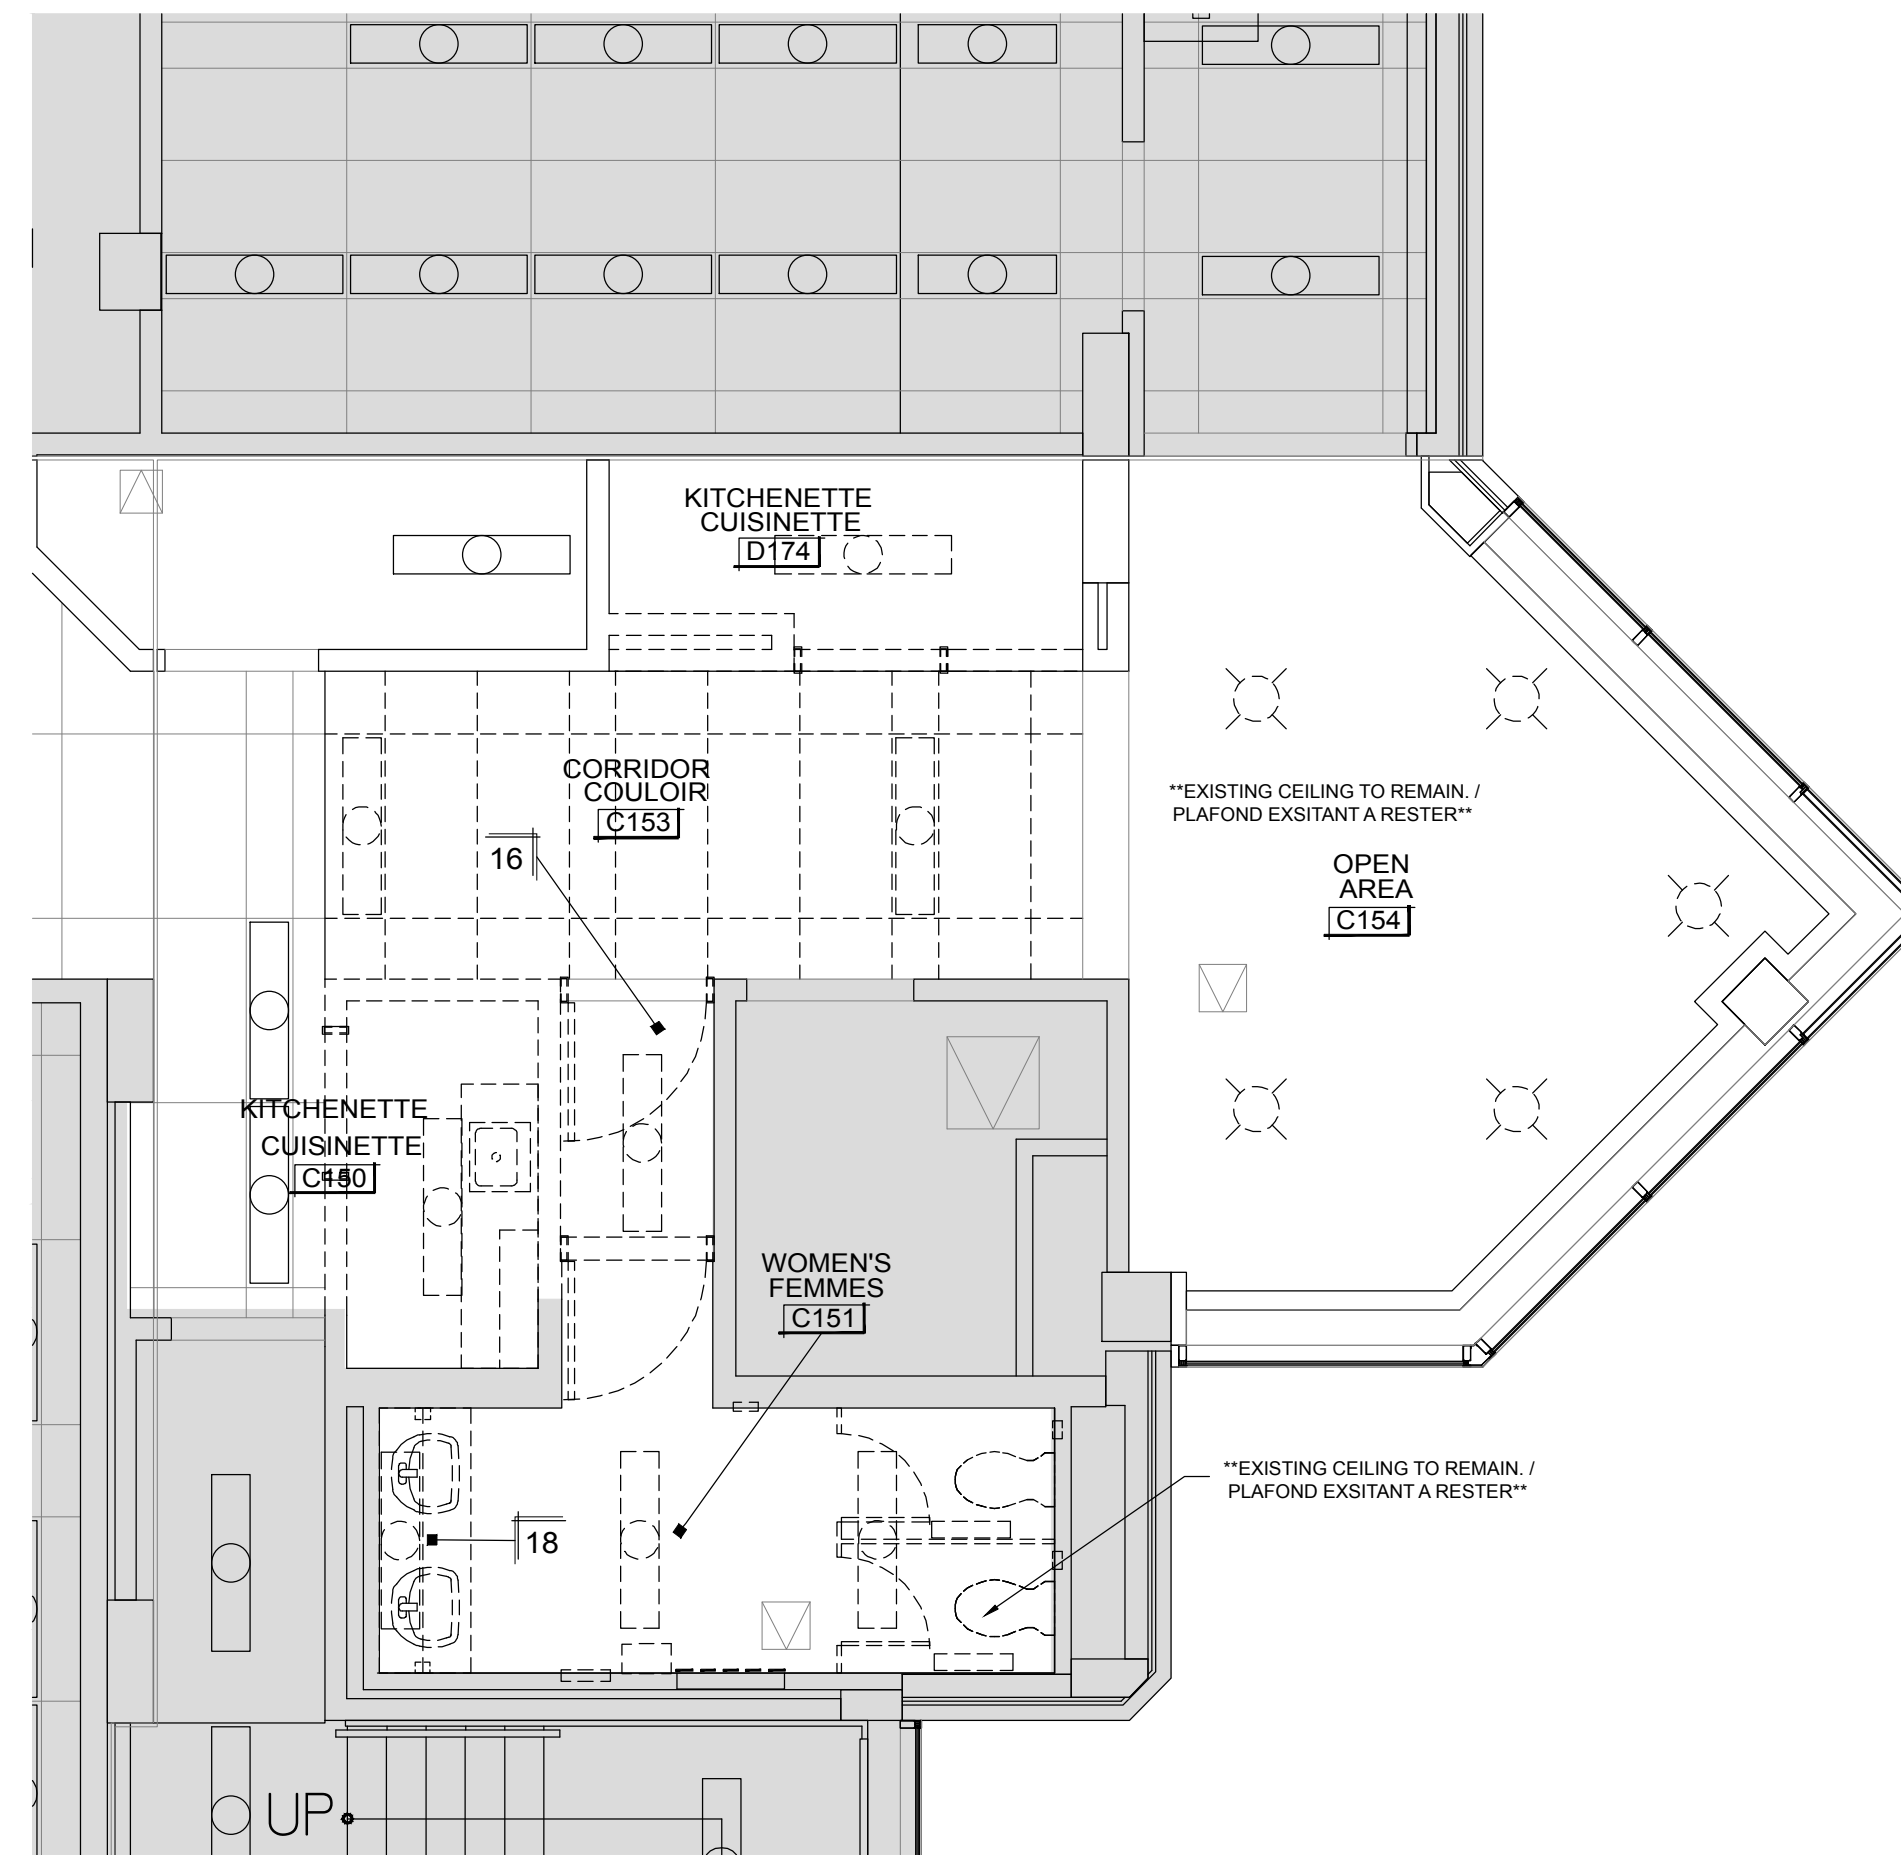 KITCHENETTE
CUISINETTE
D174
CORRIDOR
COULOIR
C153
16
**EXISTING CEILING TO REMAIN. /
PLAFOND EXSITANT A RESTER**
OPEN
AREA
C154
KITCHENETTE
CUISINETTE
C150
WOMEN'S
FEMMES
C151
**EXISTING CEILING TO REMAIN. /
PLAFOND EXSITANT A RESTER**
18
UP